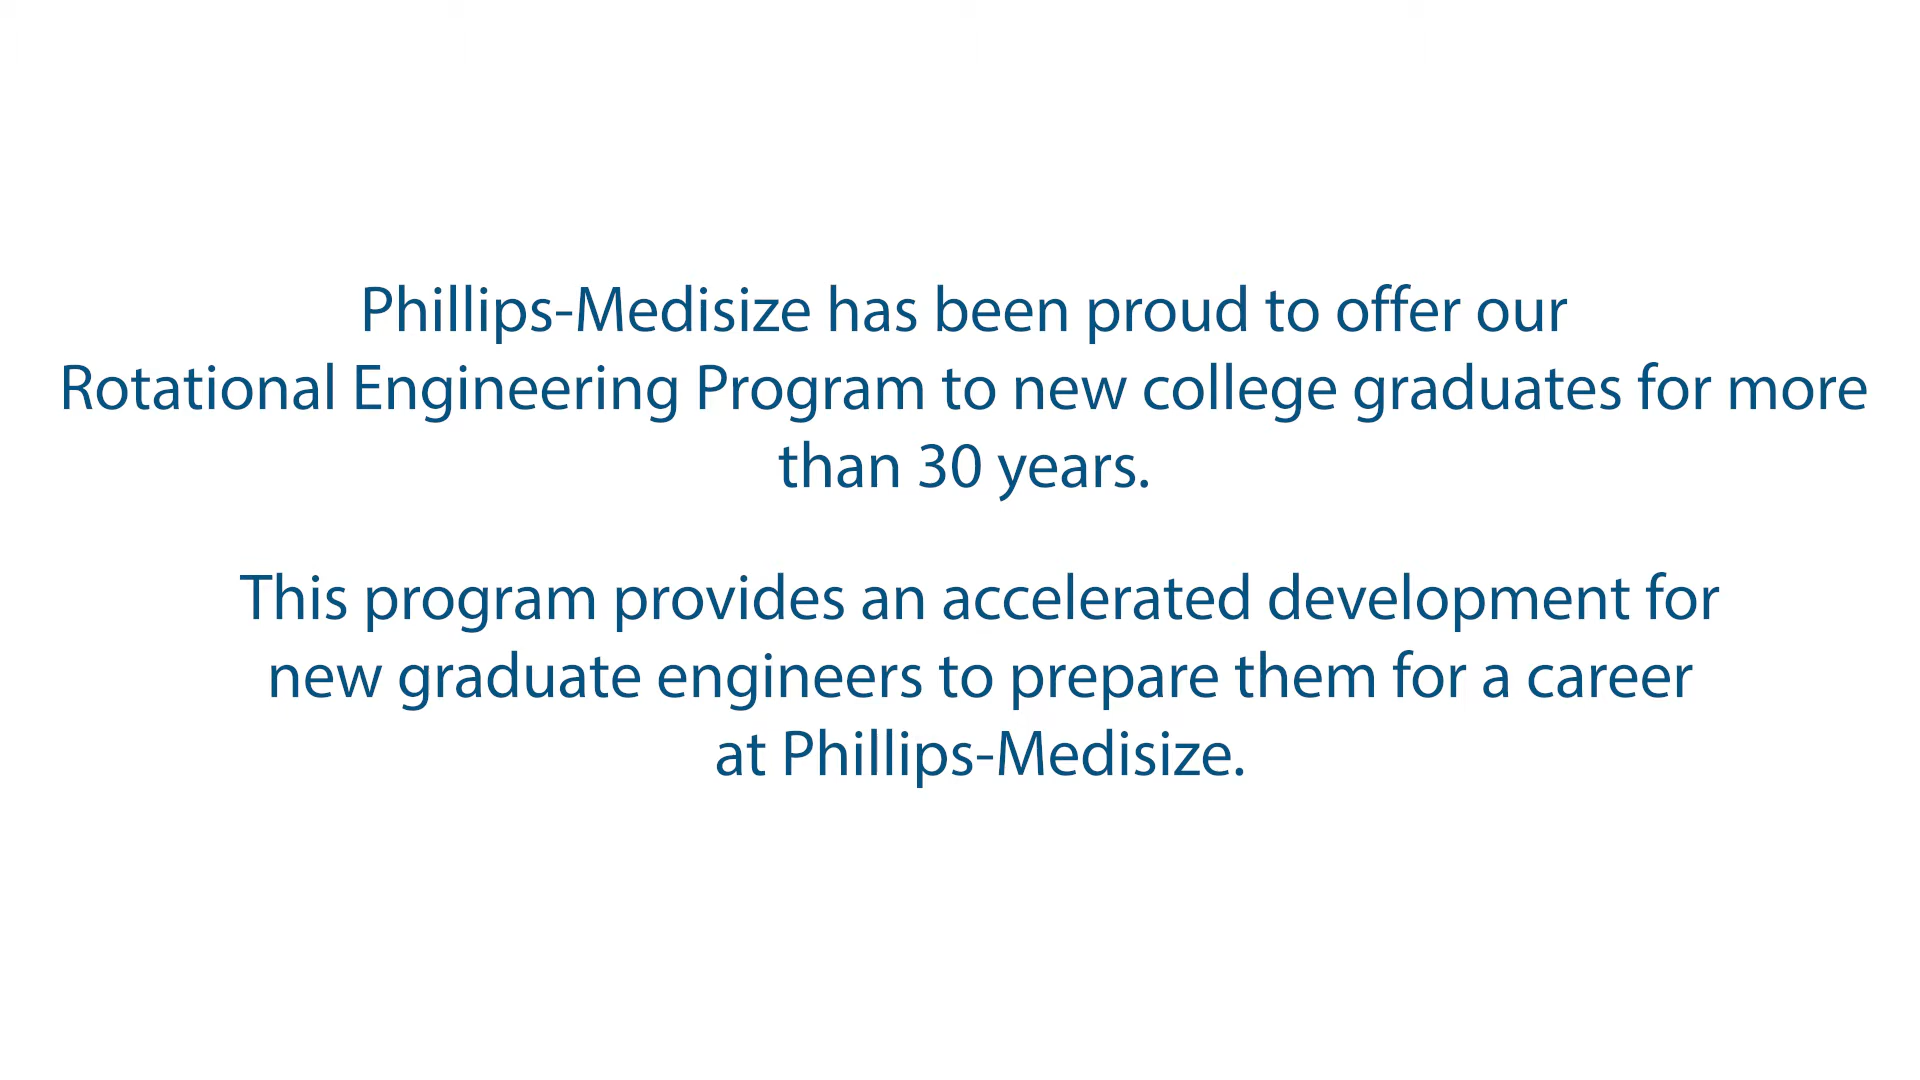 Phillips-Medisize has been proud to offer our
Rotational Engineering Program to new college graduates for more
than 30 years.
This program provides an accelerated development for
new graduate engineers to prepare them for a career
at Phillips-Medisize.